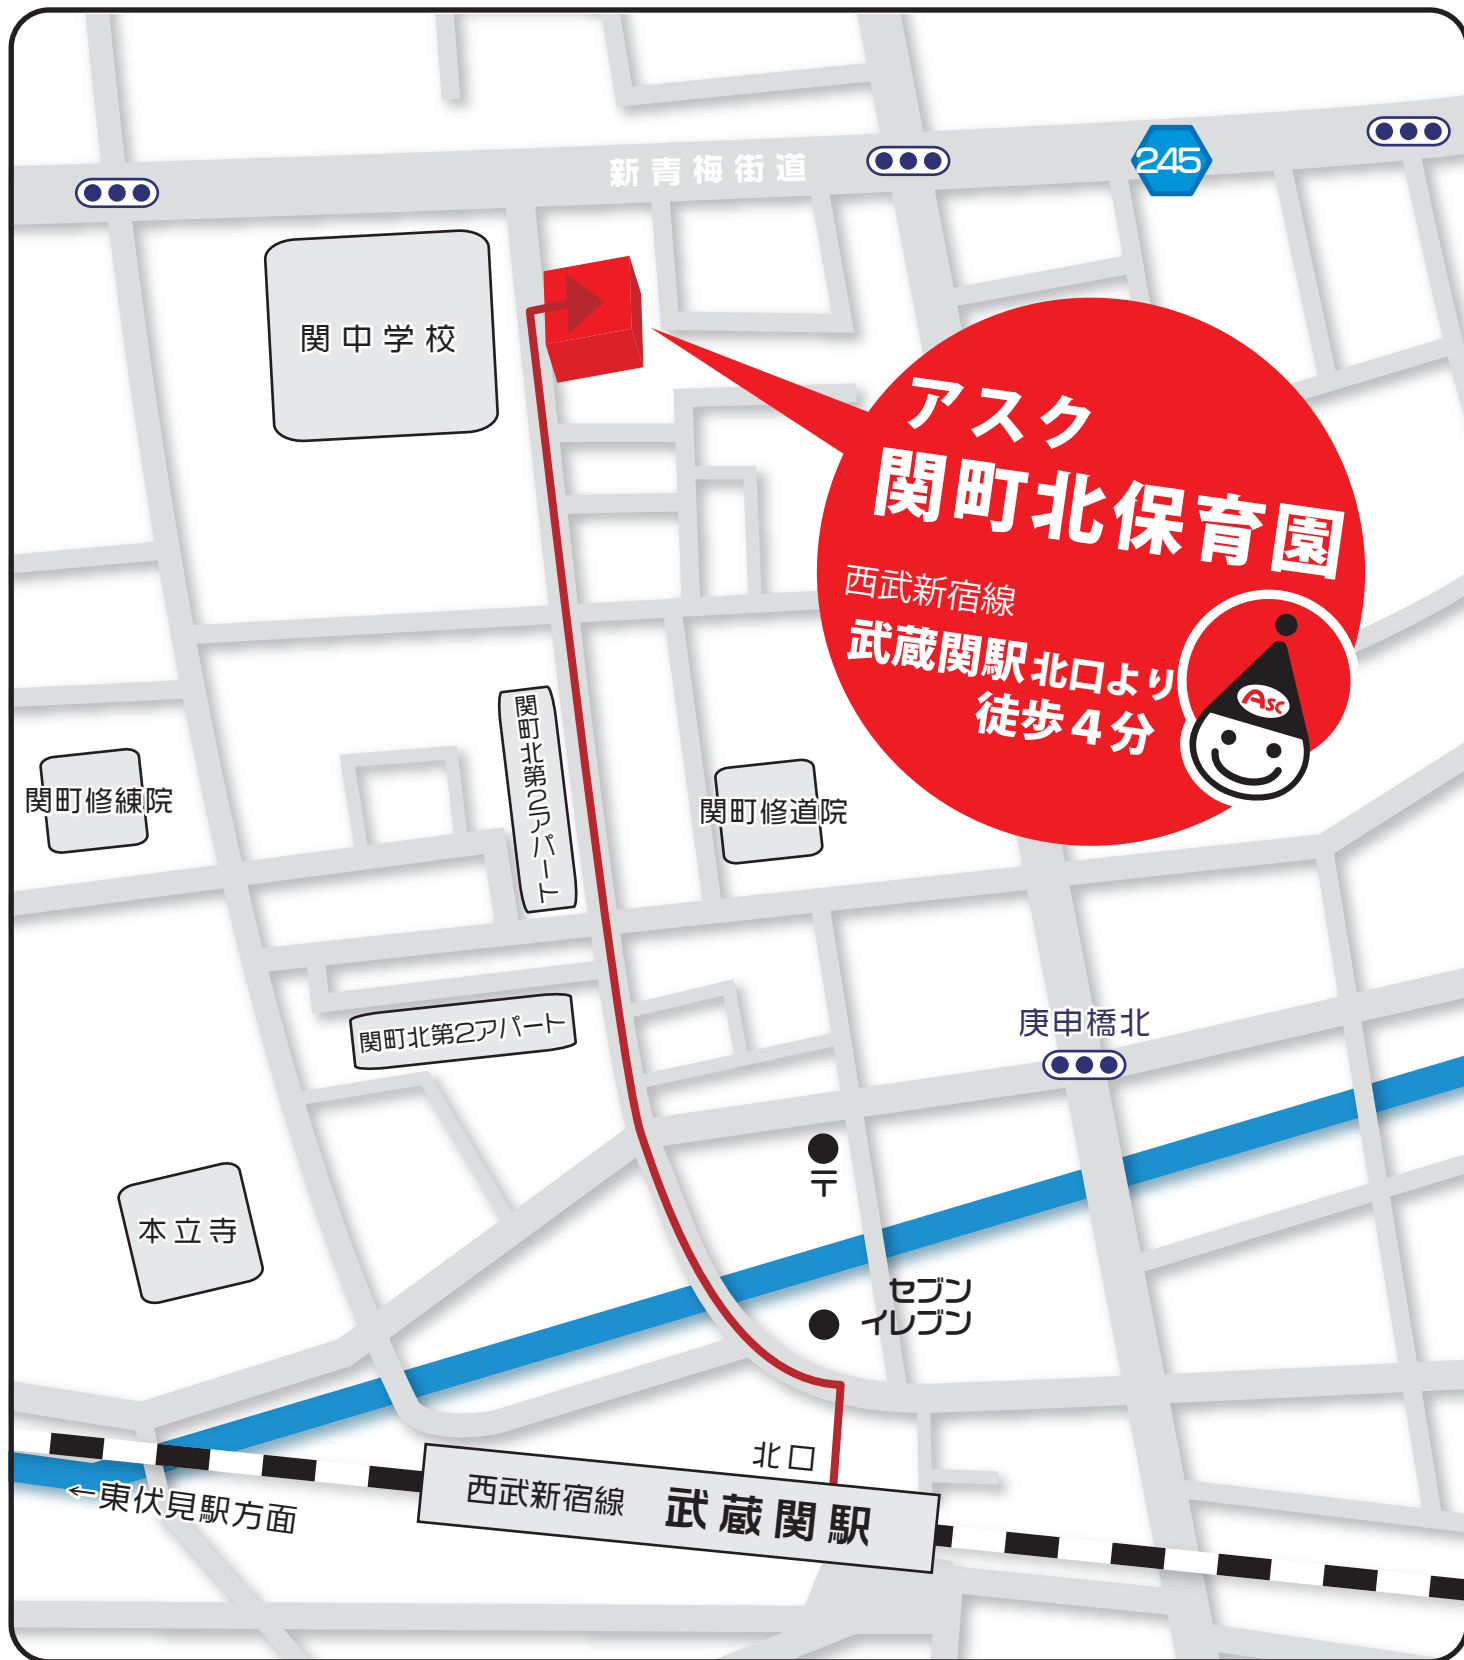 新青梅街道
245
関中学校
アスク
関町北保育園
西武新宿線
武蔵関駅北口より
徒歩4分
ASC
関町北第2アパート
関町修練院
関町修道院
関町北第2アパート
庚申橋北
〒
本立寺
セブン
イレブン
北口
西武新宿線 武蔵関駅
←東伏見駅方面